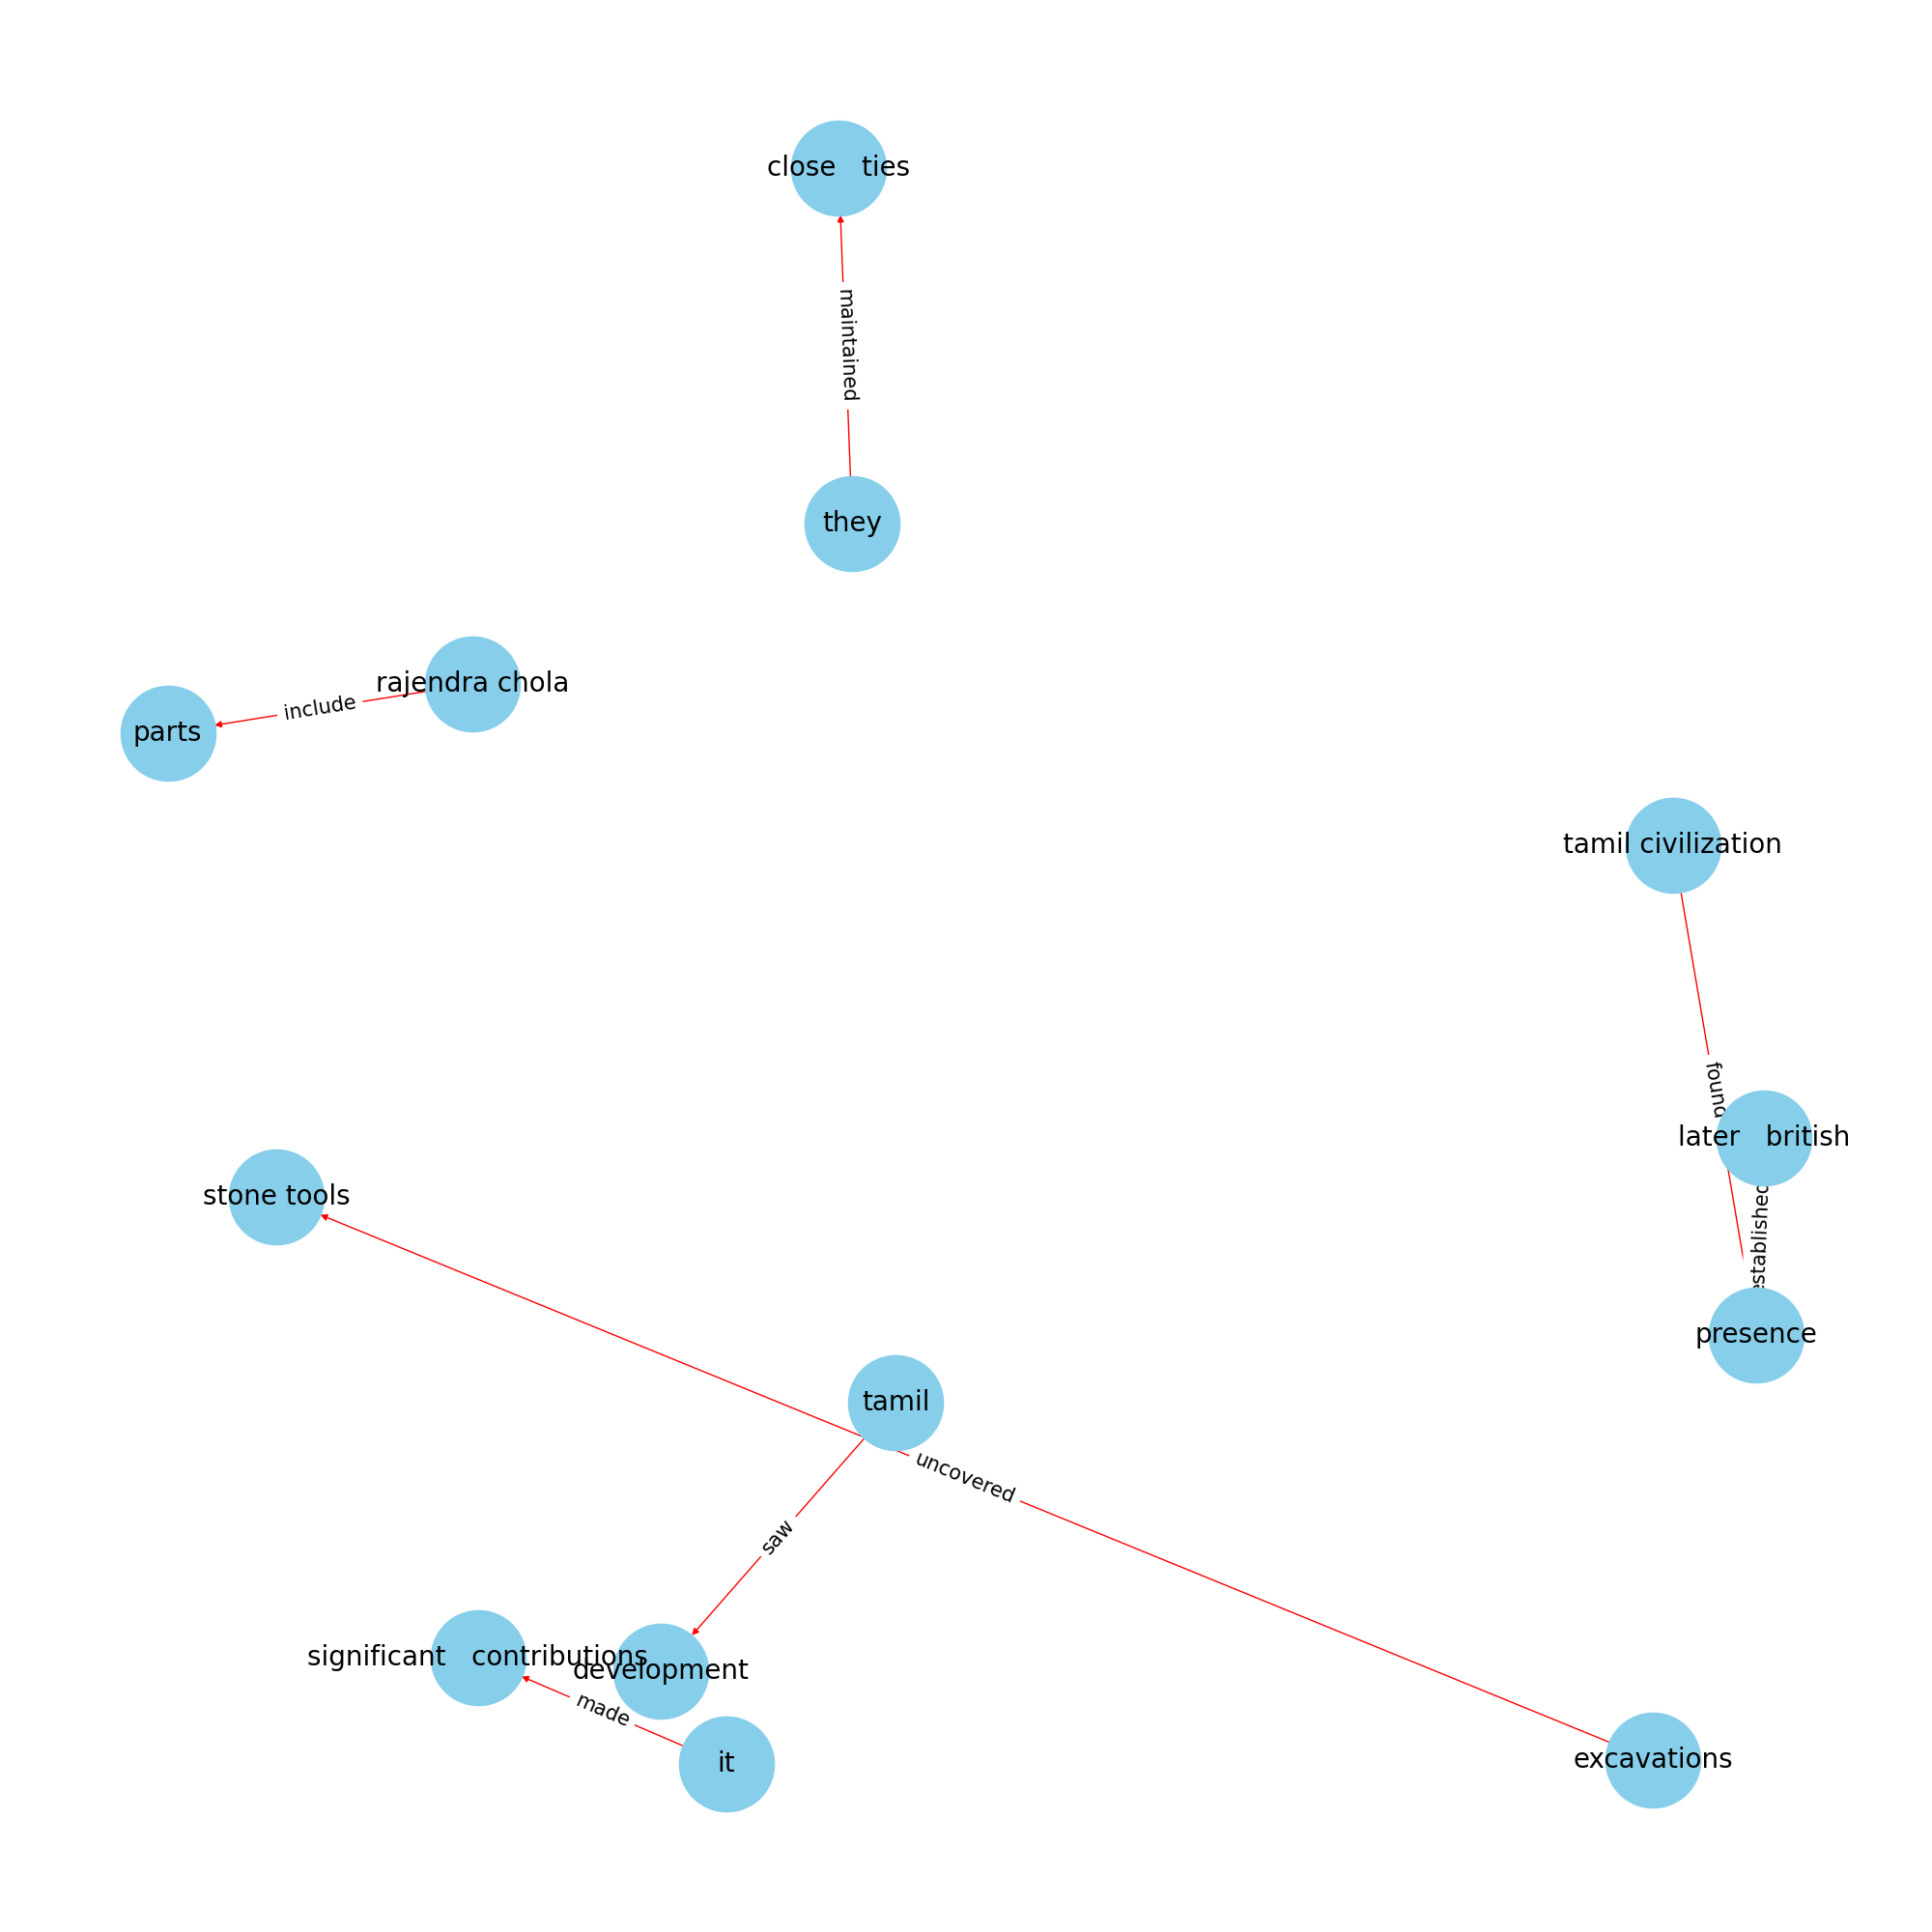 close   ties
maintained
they
rajendra chola
include
parts
tamil civilization
found
later   british
established
stone tools
presence
tamil
uncovered
saw
significant   contributions
development
made
it
excavations